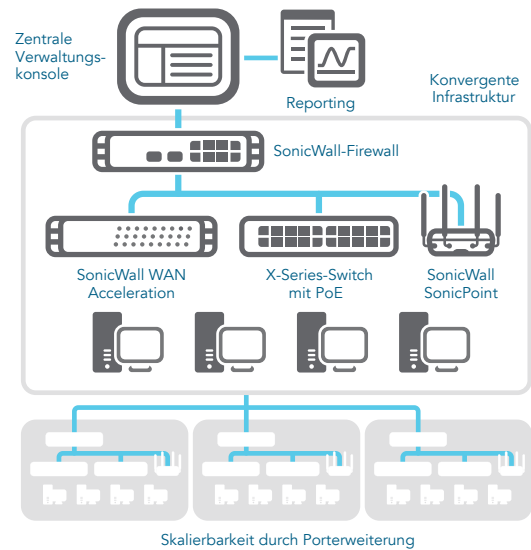 Zentrale
Verwaltungs-
konsole
Reporting
Konvergente
Infrastruktur
SonicWall-Firewall
SonicWall WAN
Acceleration
X-Series-Switch
mit PoE
SonicWall
SonicPoint
Skalierbarkeit durch Porterweiterung